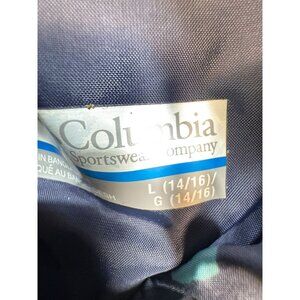 Columbia
Sportswear Company
L (14/16)/
G (14/16)